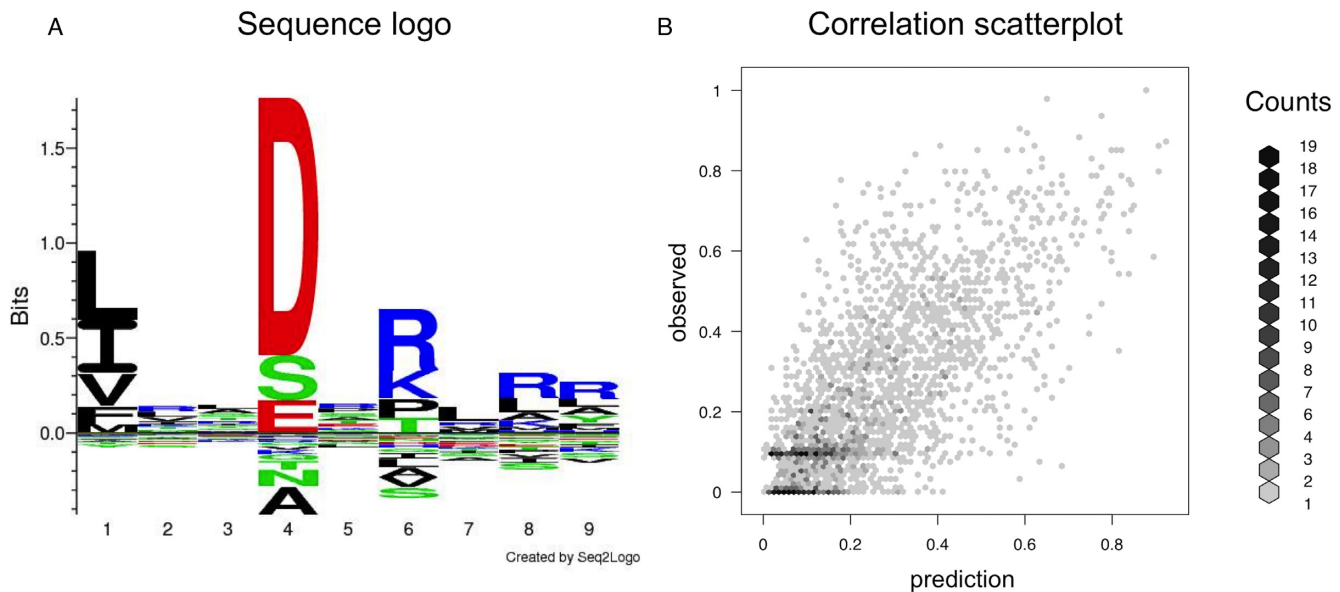 A
Sequence logo
Bits
1.5
1.0
0.5
0.0
L
I
V
F
M
D
S
E
N
A
R
K
P
T
L
A
S
L
R
L
A
K
R
L
A
Y
1 2 3 4 5 6 7 8 9
Created by Seq2Logo
B
Correlation scatterplot
observed
1
0.8
0.6
0.4
0.2
0
0 0.2 0.4 0.6 0.8
prediction
Counts
19
18
17
16
14
13
12
11
10
9
8
7
6
4
3
2
1